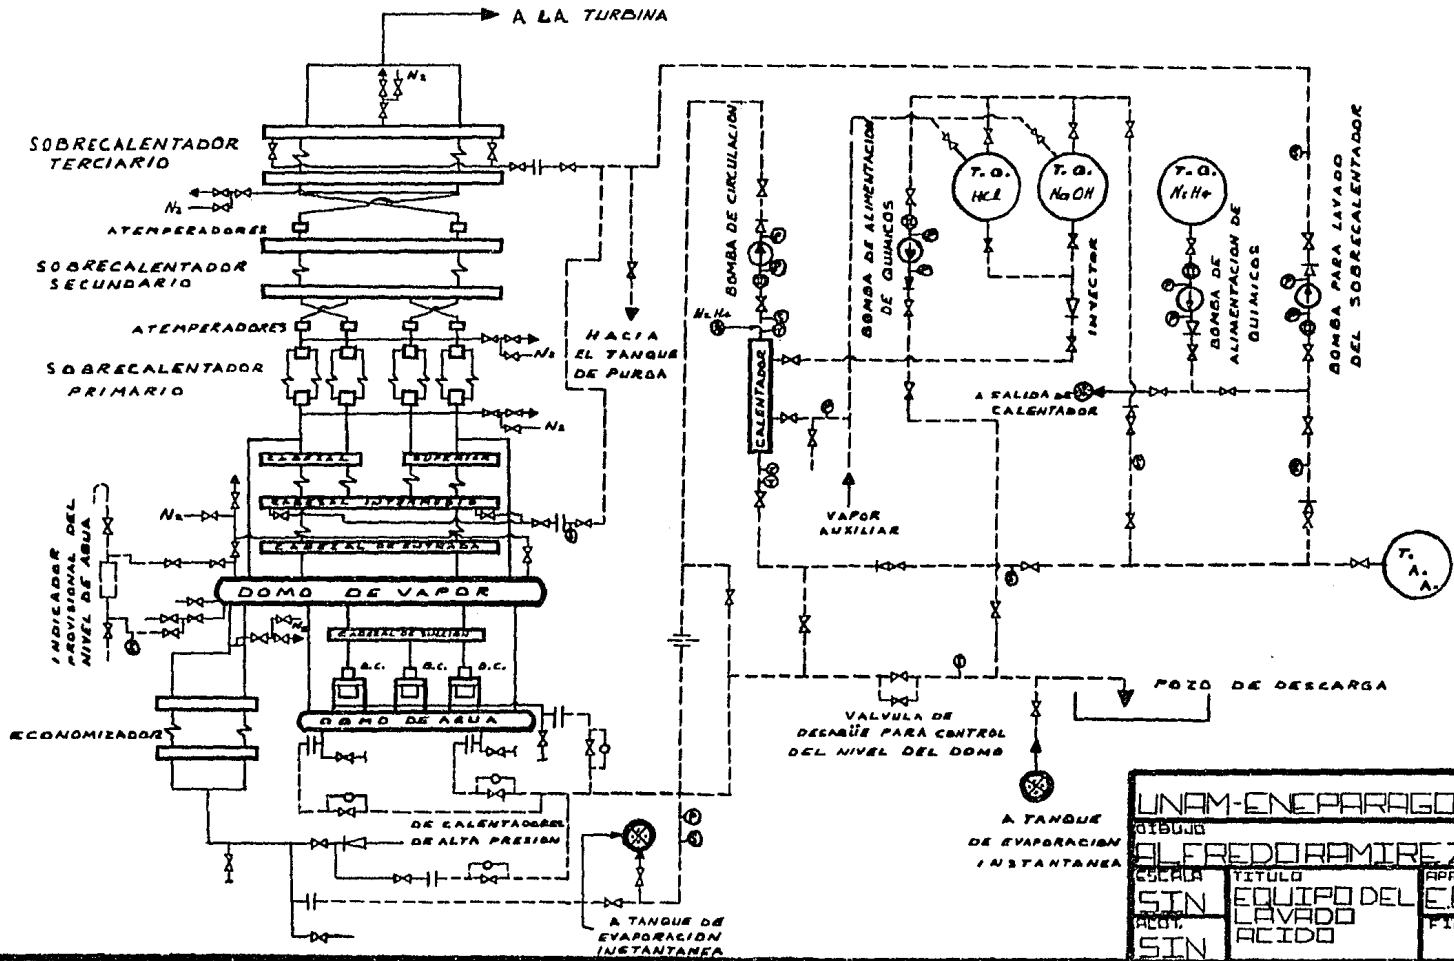 A LA TURBINA
N2
SOBRECALENTADOR
TERCIARIO
N2
ATEMPERADORES
SOBRECALENTADOR
SECUNDARIO
ATEMPERADORES
N2
SOBRECALENTADOR
PRIMARIO
N2
CABEZAL
SUPERIOR
CABEZAL INTERMEDIO
N2
CABEZAL DE ENTRADA
DOMO DE VAPOR
INDICADOR
PROVISIONAL DEL
NIVEL DE AGUA
N2
CABEZAL DE SUCCION
B.C.
B.C.
B.C.
DOMO DE AGUA
ECONOMIZADOR
DE CALENTADORES
DE ALTA PRESION
A TANQUE DE
EVAPORACION
INSTANTANEA
HACIA
EL TANQUE
DE PURGA
BOMBA DE CIRCULACION
N2H4
CALENTADOR
VAPOR
AUXILIAR
BOMBA DE ALIMENTACION
DE QUIMICOS
T.Q.
HCl
T.Q.
NaOH
INYECTOR
T.Q.
N2H4
BOMBA DE
ALIMENTACION DE
QUIMICOS
A SALIDA DE
CALENTADOR
BOMBA PARA LAVADO
DEL SOBRECALENTADOR
T.
A.
A.
VALVULA DE
DESAGÜE PARA CONTROL
DEL NIVEL DEL DOMO
POZO DE DESCARGA
A TANQUE
DE EVAPORACION
INSTANTANEA
UNAM-ENEPARAGO
DIBUJO
ALFREDO RAMIREZ
ESCALA
SIN
ACOT.
SIN
TITULO
EQUIPO DEL
LAVADO
ACIDO